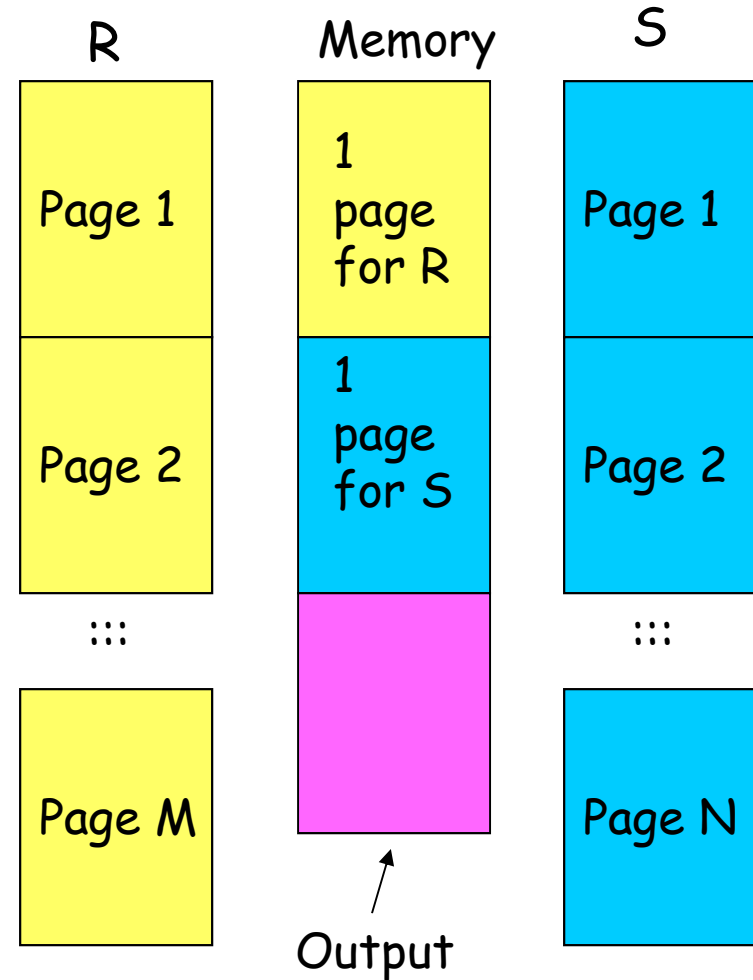 R
Page 1
Page 2
:::
Page M
Memory
1
page
for R
1
page
for S
Output
S
Page 1
Page 2
:::
Page N